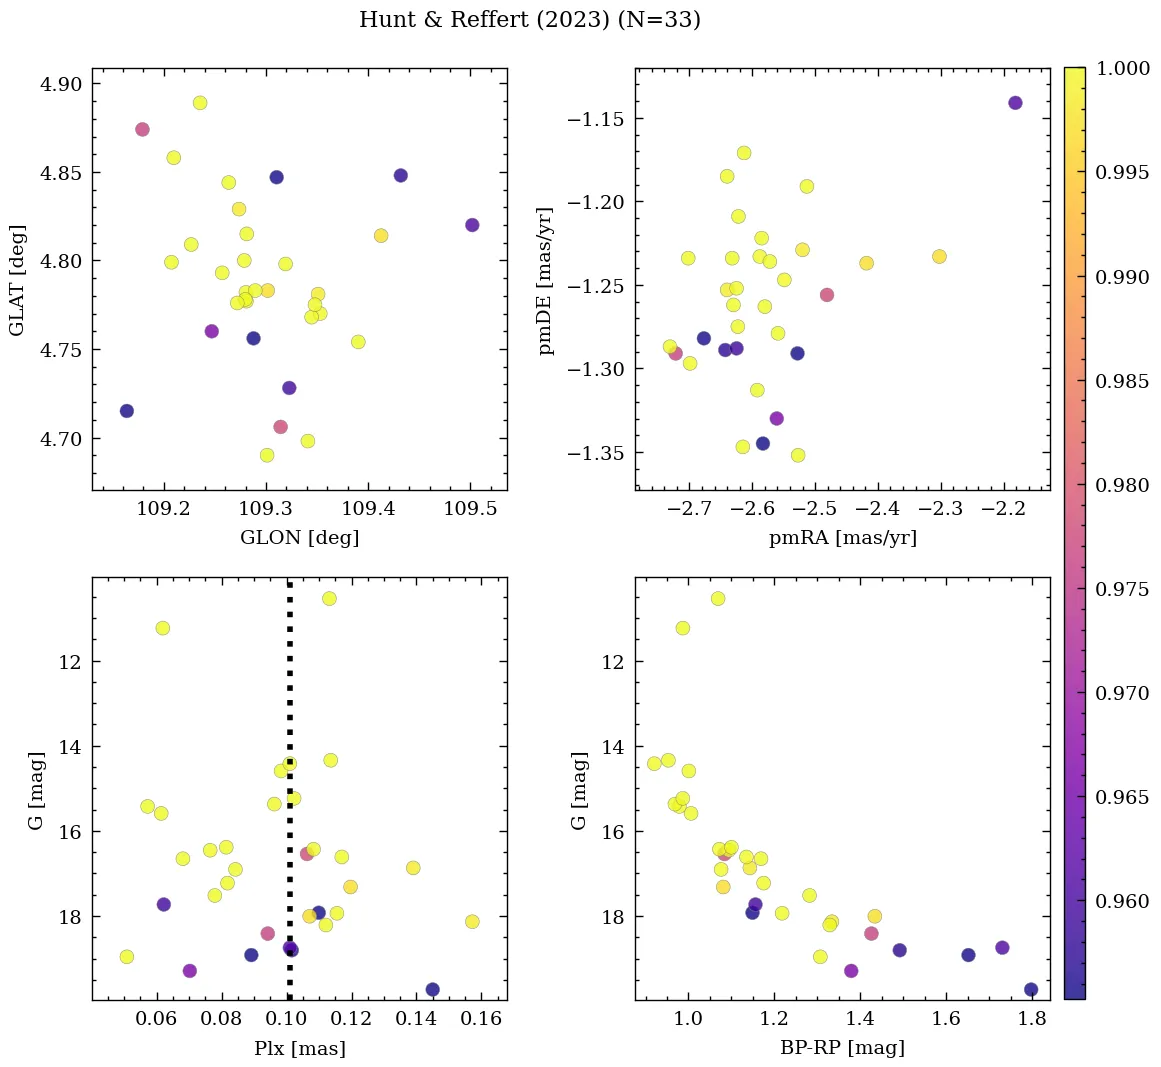 Hunt & Reffert (2023) (N=33)
4.90
4.85
4.80
4.75
4.70
GLAT [deg]
109.2 109.3 109.4 109.5
GLON [deg]
−1.15
−1.20
−1.25
−1.30
−1.35
pmDE [mas/yr]
−2.7 −2.6 −2.5 −2.4 −2.3 −2.2
pmRA [mas/yr]
12
14
16
18
G [mag]
0.06 0.08 0.10 0.12 0.14 0.16
Plx [mas]
12
14
16
18
G [mag]
1.0 1.2 1.4 1.6 1.8
BP-RP [mag]
1.000
0.995
0.990
0.985
0.980
0.975
0.970
0.965
0.960